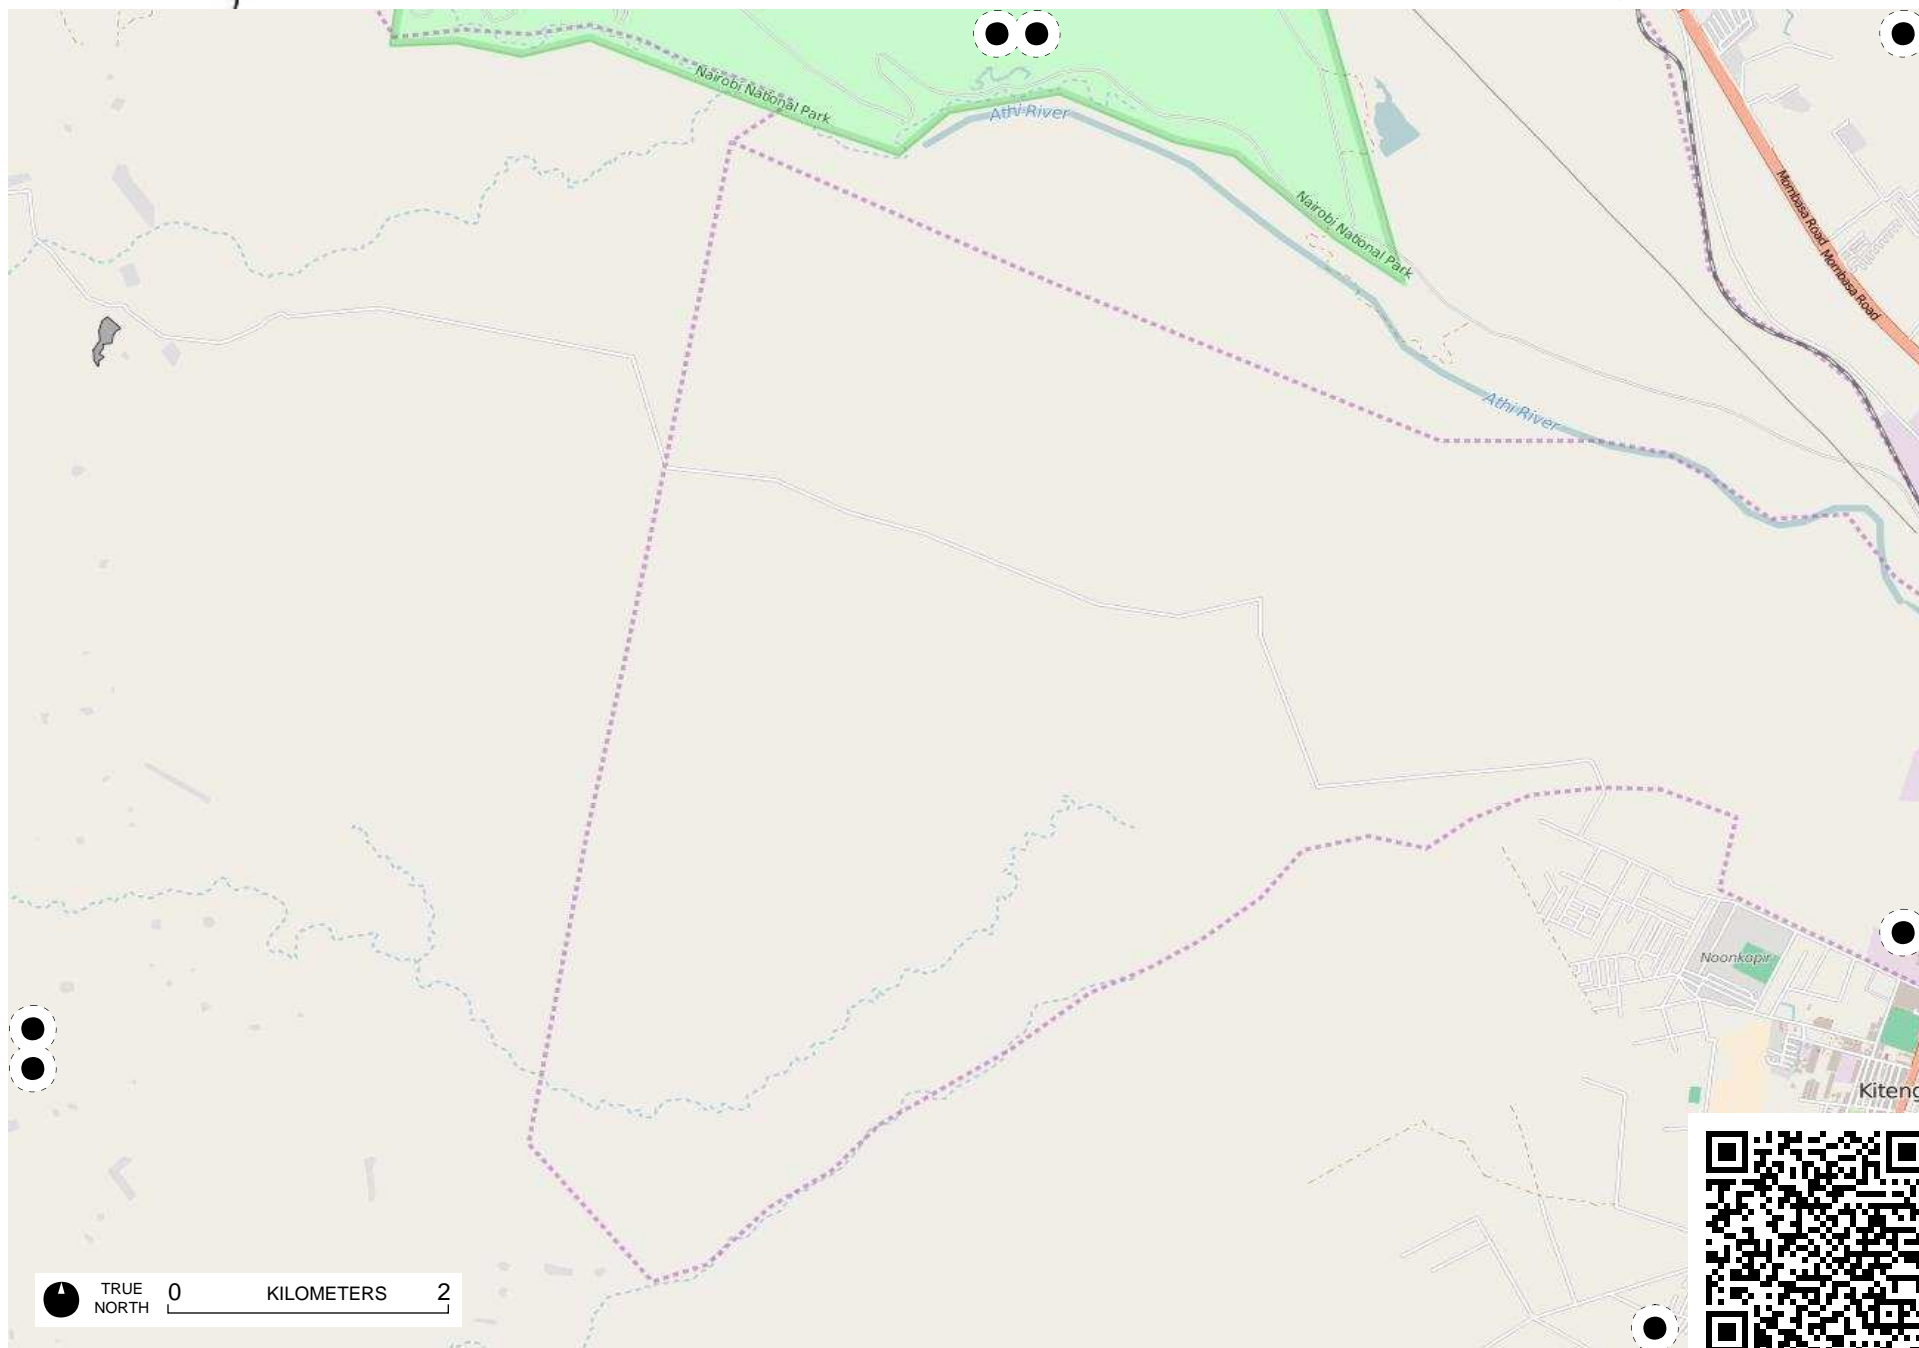 Nairobi National Park
Athi River
Nairobi National Park
Mombasa Road Mombasa Road
Athi River
Noonkopir
Kiteng
TRUE
NORTH
0 KILOMETERS 2